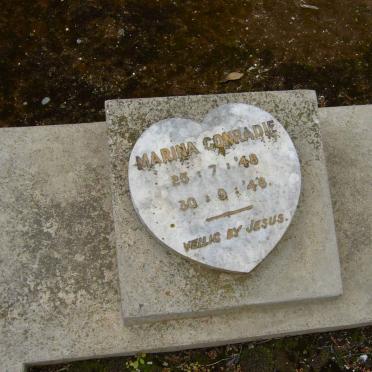 MARINA CONRADIE
25 : 7 : '48
30 : 9 : '48.
VEILIG BY JESUS.